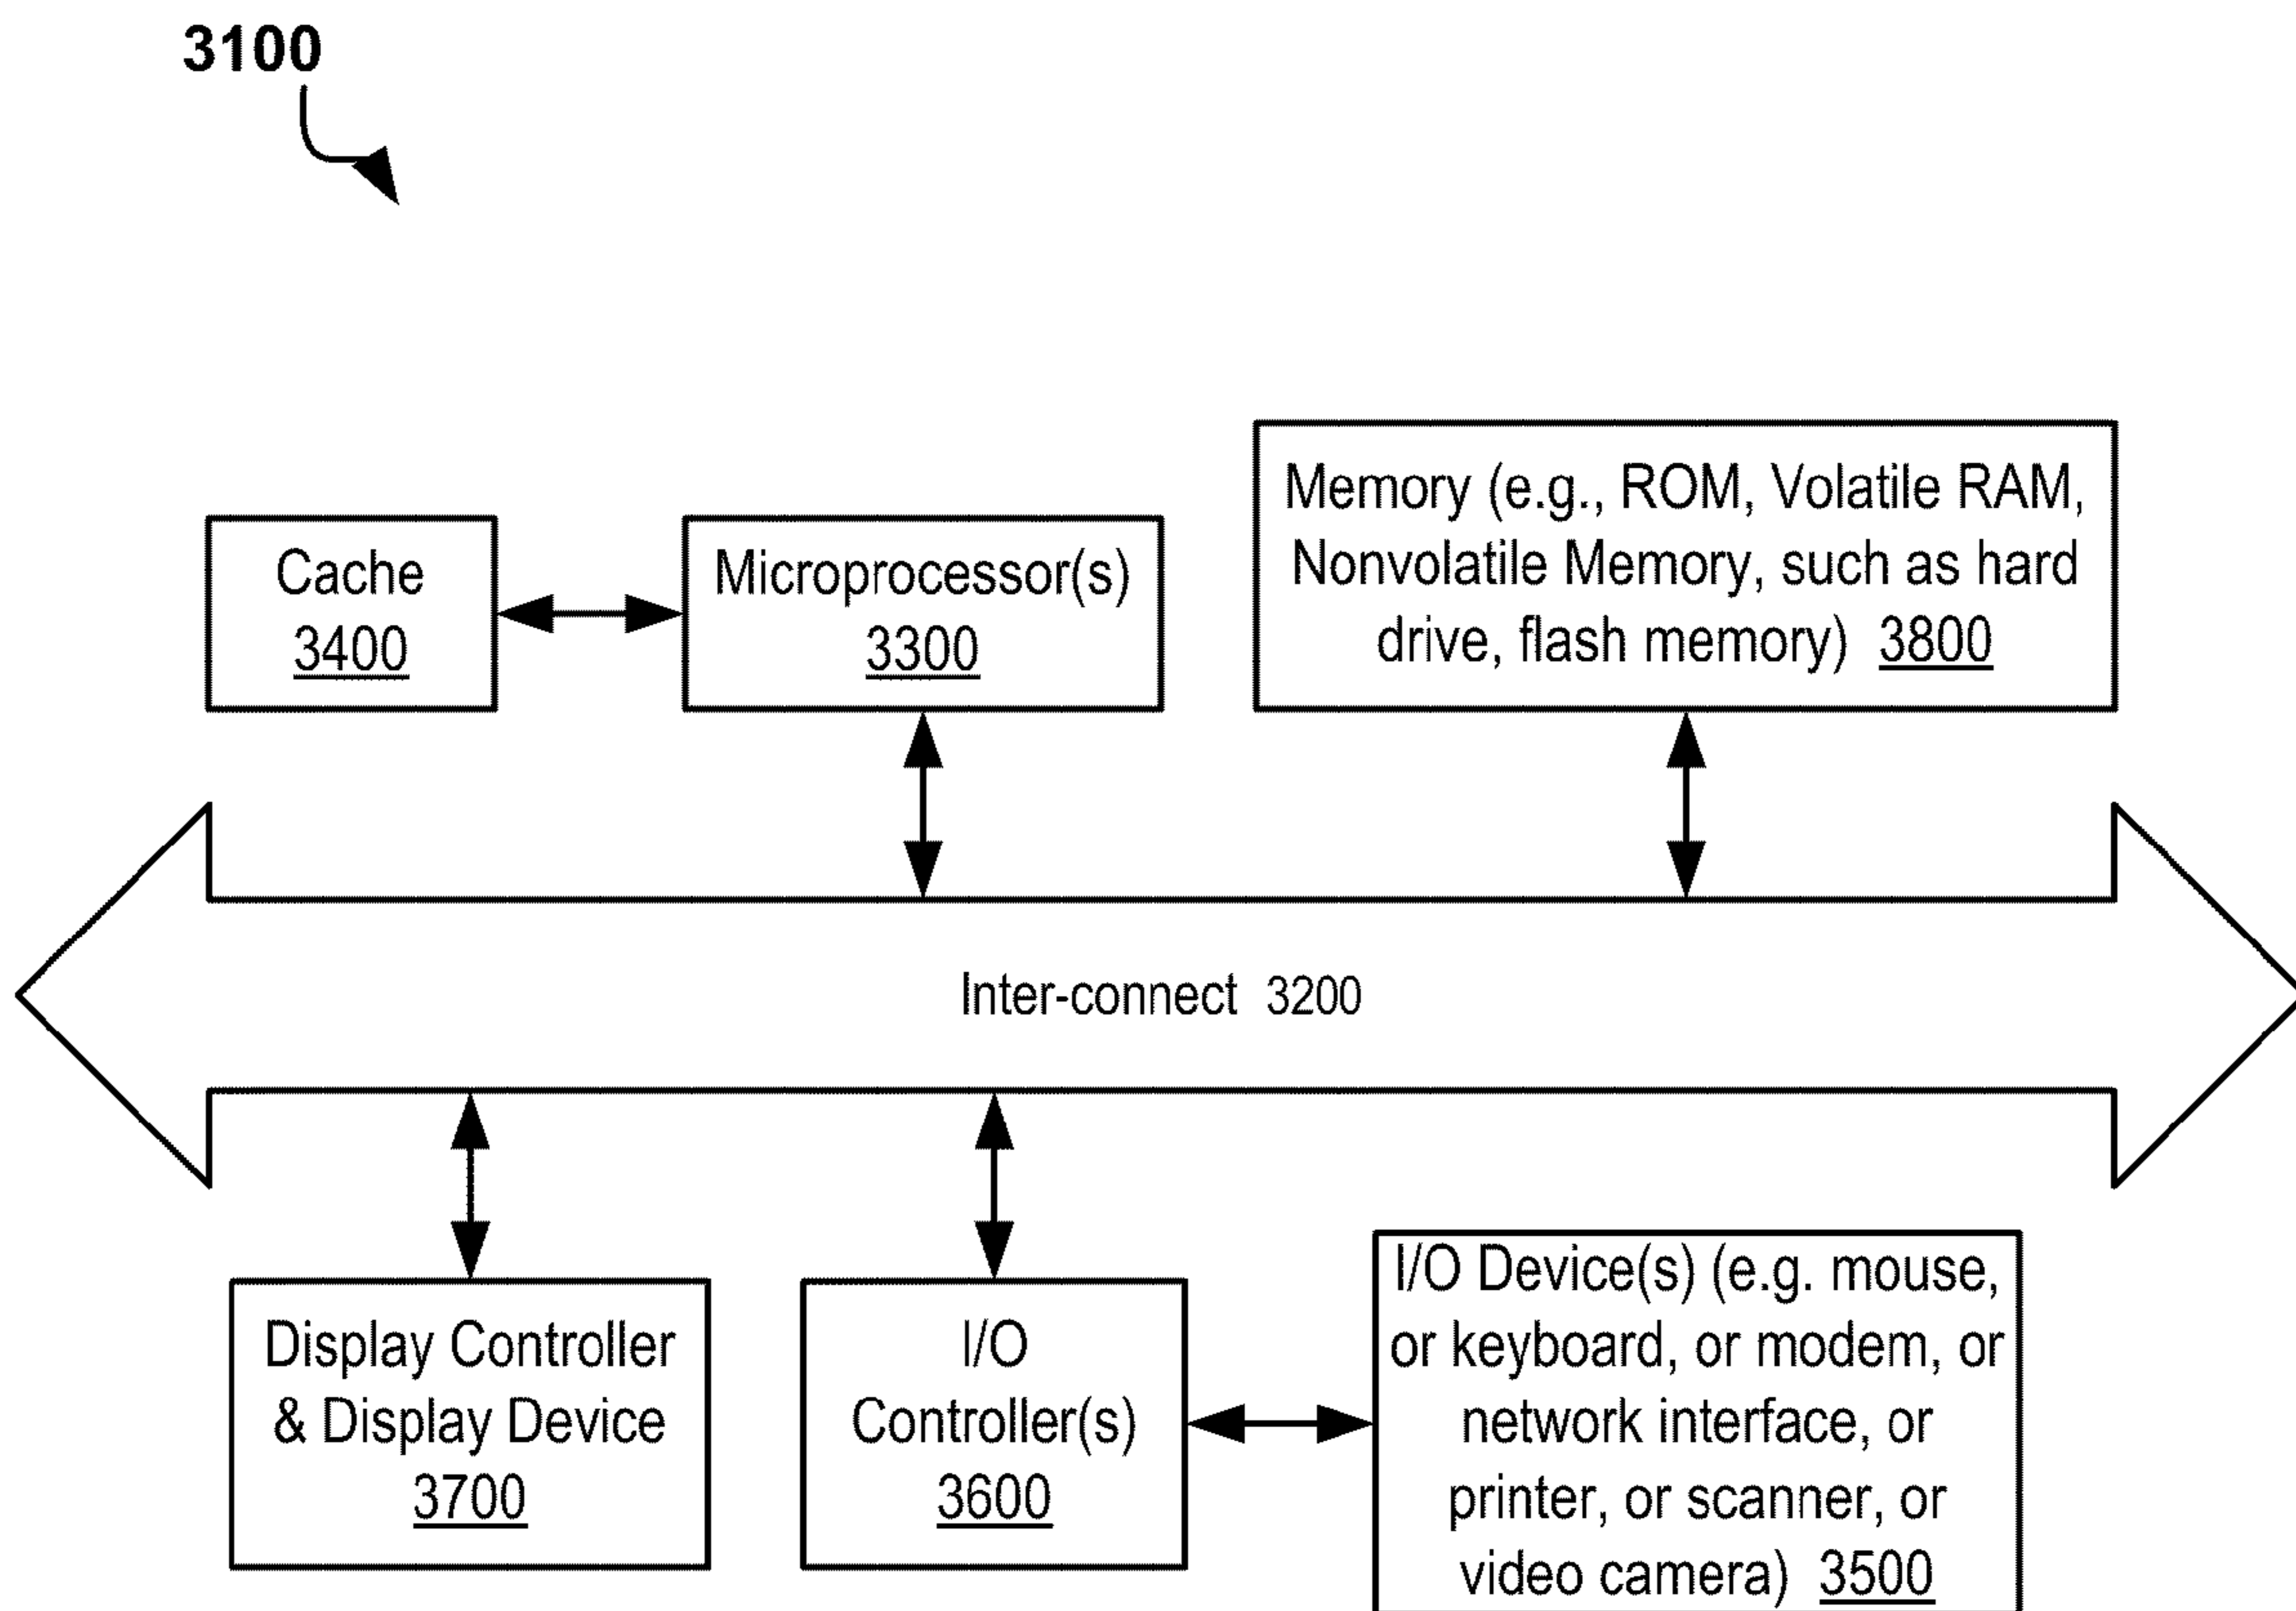 3100
Cache
3400
Microprocessor(s)
3300
Memory (e.g., ROM, Volatile RAM,
Nonvolatile Memory, such as hard
drive, flash memory) 3800
Inter-connect 3200
Display Controller
& Display Device
3700
I/O
Controller(s)
3600
I/O Device(s) (e.g. mouse,
or keyboard, or modem, or
network interface, or
printer, or scanner, or
video camera) 3500